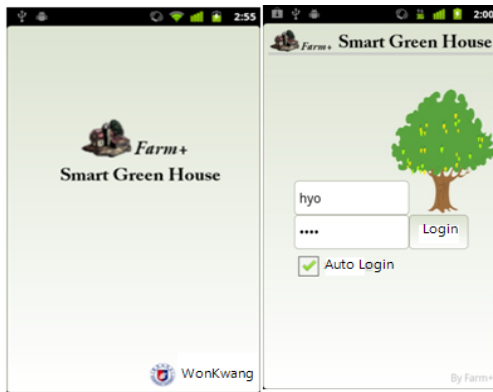 2:55
Farm+
Smart Green House
WonKwang
2:00
Farm+ Smart Green House
hyo
••••
Login
Auto Login
By Farm+